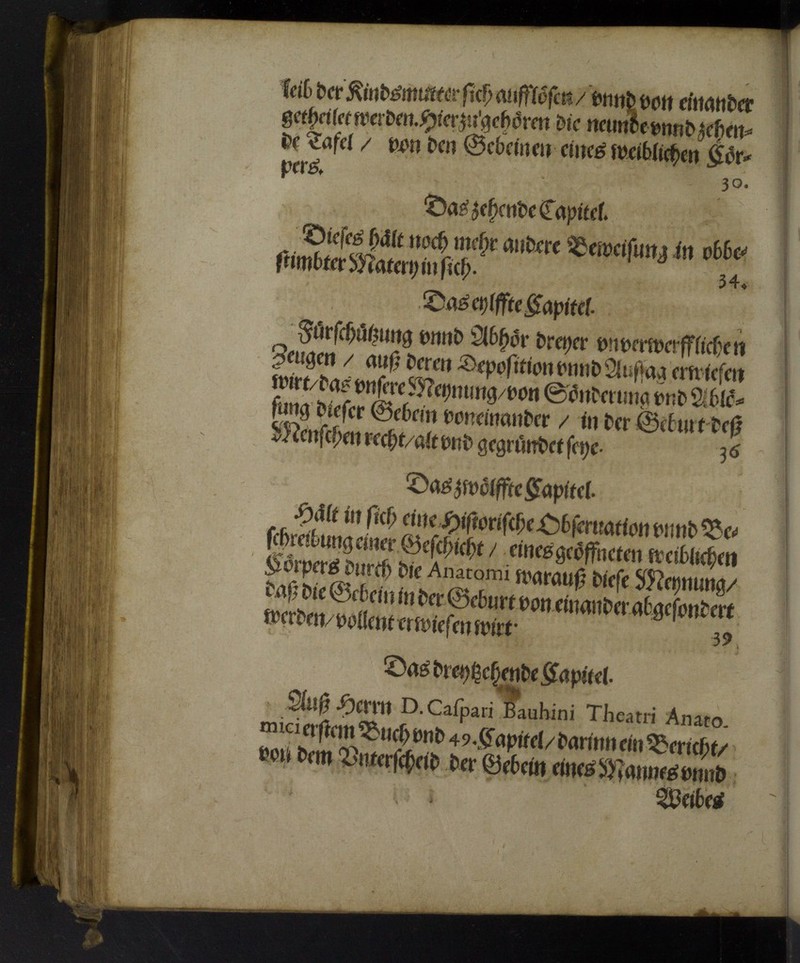 leib der Kindsmutter sich aufflösen / vnnd von einander
getheilet werden. Hierzu gehören die neunde vnnd zehen=
de Tafel / von den Gebeinen eines weiblichen Kör=
pers.
30.
Das zehende Capitel.
Dieses hält noch mehr andere Beweisung in obbe=
stimbter Matery in sich.
34.
Das eylffte Kapitel.
Fürschützung vnnd Abhör dreyer vnverwerfflichen
Zeugen / auß deren Deposition vnnd Außsag erwiesen
wirt / das vnsere Meynung / von Sönderung vnd Ablö=
sung dieser Gebein voneinander / in der Geburt deß
Menschen recht / alt vnd gegründet seye.
36
Das zwölffte Kapitel.
Hält in sich eine Historische Obseruation vnnd Be=
schreibung einer Geschicht / eines geöffneten weiblichen
Körpers durch die Anatomi warauß diese Meynung /
daß die Gebein in der Geburt von einander abgesondert
werden / vollent erwiesen wirt.
39
Das dreyzehende Kapitel.
Auß Herrn D. Caspari Bauhini Theatri Anato-
mici erstem Buch vnd 49. Kapitel / darinn ein Bericht /
von dem Vnterscheid der Gebein eines Mannes vnnd
Weibes